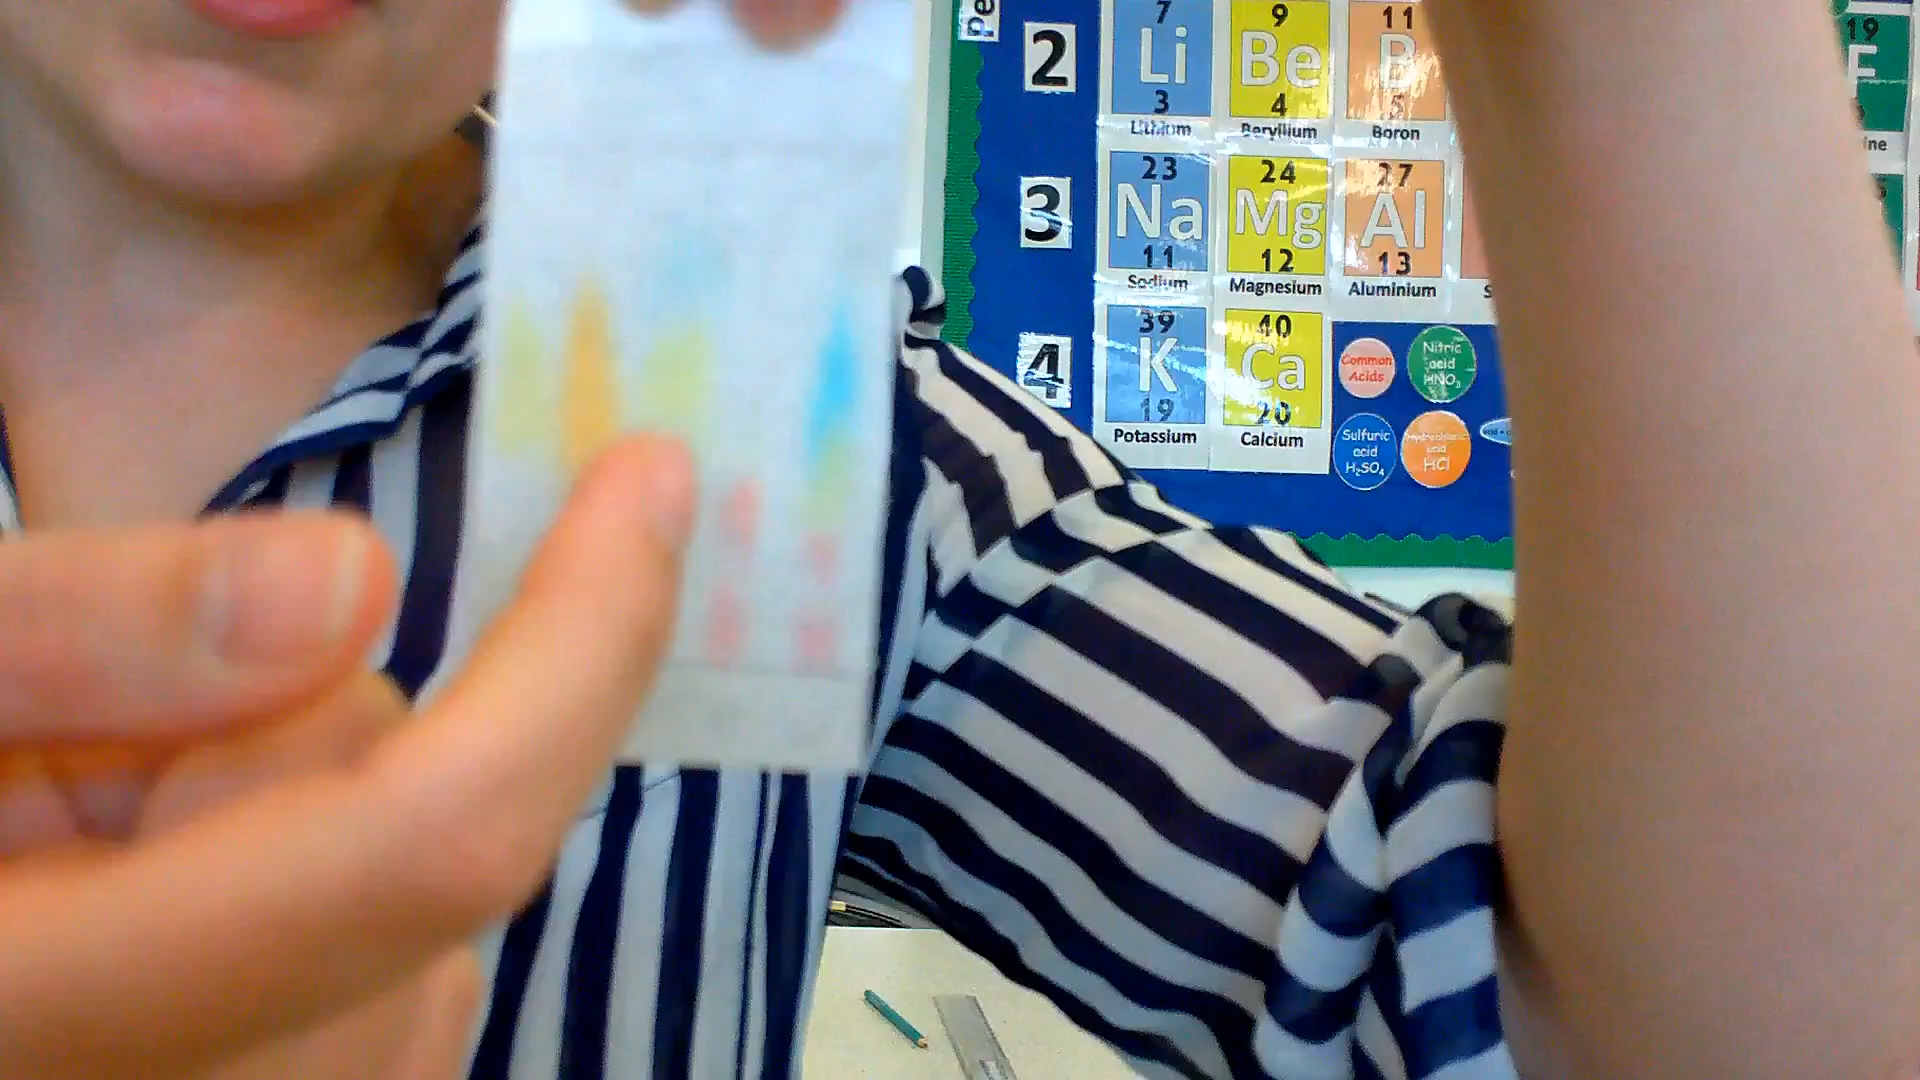 Pe
2
7
Li
3
Lithium
9
Be
4
Beryllium
11
B
5
Boron
19
F
ine
3
23
Na
11
Sodium
24
Mg
12
Magnesium
27
Al
13
Aluminium
S
4
39
K
19
Potassium
40
Ca
20
Calcium
Common
Acids
Nitric
acid
HNO₃
Sulfuric
acid
H₂SO₄
Hydrochloric
acid
HCl